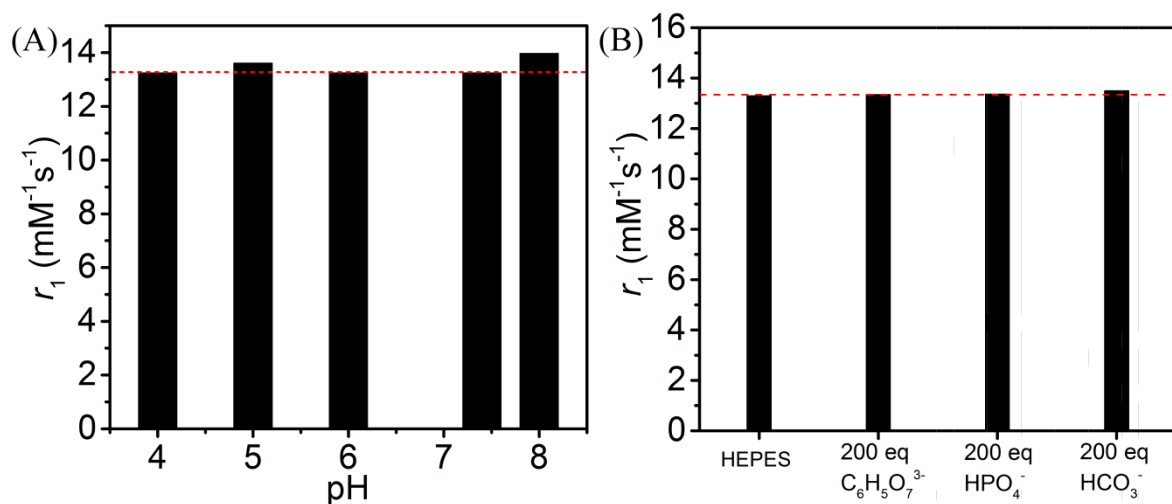 (A)
14
12
10
8
6
4
2
0
r₁ (mM⁻¹s⁻¹)
4 5 6 7 8
pH
(B)
16
14
12
10
8
6
4
2
0
r₁ (mM⁻¹s⁻¹)
HEPES
200 eq
C₆H₅O₇³⁻
200 eq
HPO₄⁻
200 eq
HCO₃⁻